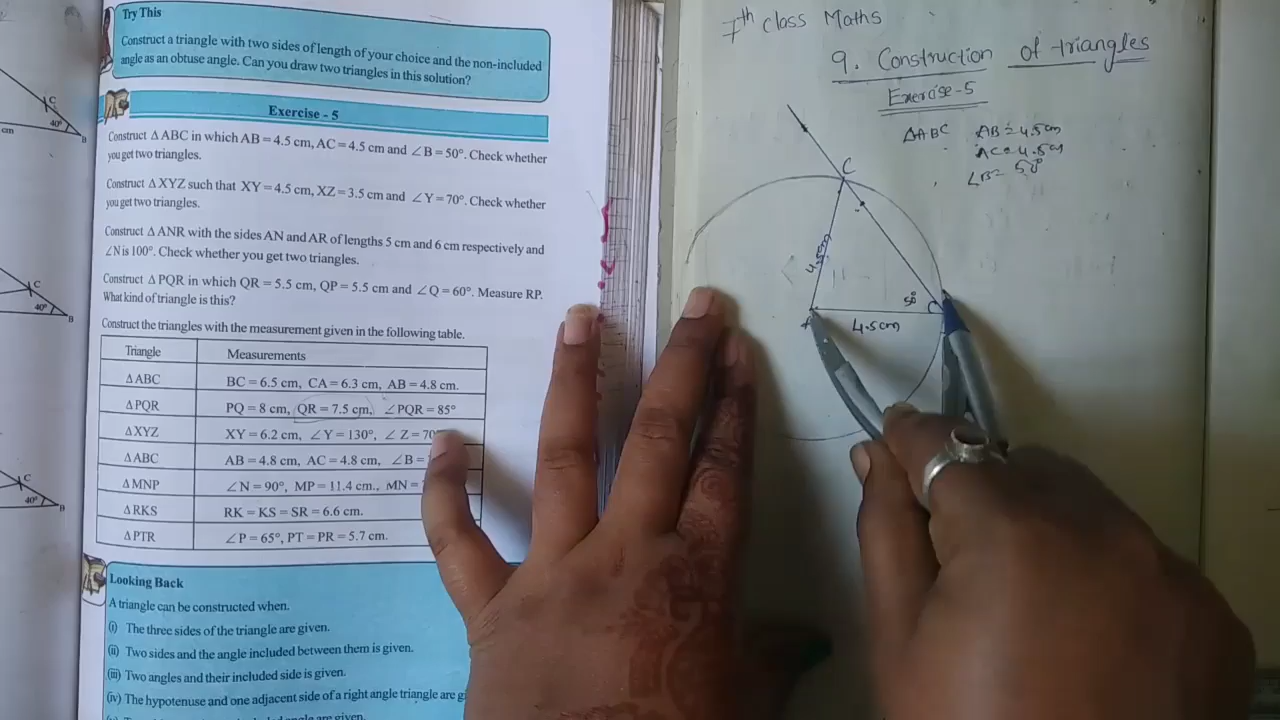 Try This
Construct a triangle with two sides of length of your choice and the non-included
angle as an obtuse angle. Can you draw two triangles in this solution?
Exercise - 5
Construct Δ ABC in which AB = 4.5 cm, AC = 4.5 cm and ∠B = 50°. Check whether
you get two triangles.
Construct Δ XYZ such that XY = 4.5 cm, XZ = 3.5 cm and ∠Y = 70°. Check whether
you get two triangles.
Construct Δ ANR with the sides AN and AR of lengths 5 cm and 6 cm respectively and
∠N is 100°. Check whether you get two triangles.
Construct Δ PQR in which QR = 5.5 cm, QP = 5.5 cm and ∠Q = 60°. Measure RP.
What kind of triangle is this?
Construct the triangles with the measurement given in the following table.
Triangle Measurements
Δ ABC BC = 6.5 cm, CA = 6.3 cm, AB = 4.8 cm.
Δ PQR PQ = 8 cm, QR = 7.5 cm, ∠PQR = 85°
Δ XYZ XY = 6.2 cm, ∠Y = 130°, ∠ Z = 70
Δ ABC AB = 4.8 cm, AC = 4.8 cm, ∠B =
Δ MNP ∠N = 90°, MP = 11.4 cm., MN =
Δ RKS RK = KS = SR = 6.6 cm.
Δ PTR ∠P = 65°, PT = PR = 5.7 cm.
Looking Back
A triangle can be constructed when.
(i) The three sides of the triangle are given.
(ii) Two sides and the angle included between them is given.
(iii) Two angles and their included side is given.
(iv) The hypotenuse and one adjacent side of a right angle triangle are
C
40°
B
cm
C
40°
B
C
40°
B
7th class Maths
9. Construction of triangles
Exercise-5
ΔABC AB=4.5cm
AC=4.5cm
∠B=50°
C
4.5cm
50°
A
4.5cm